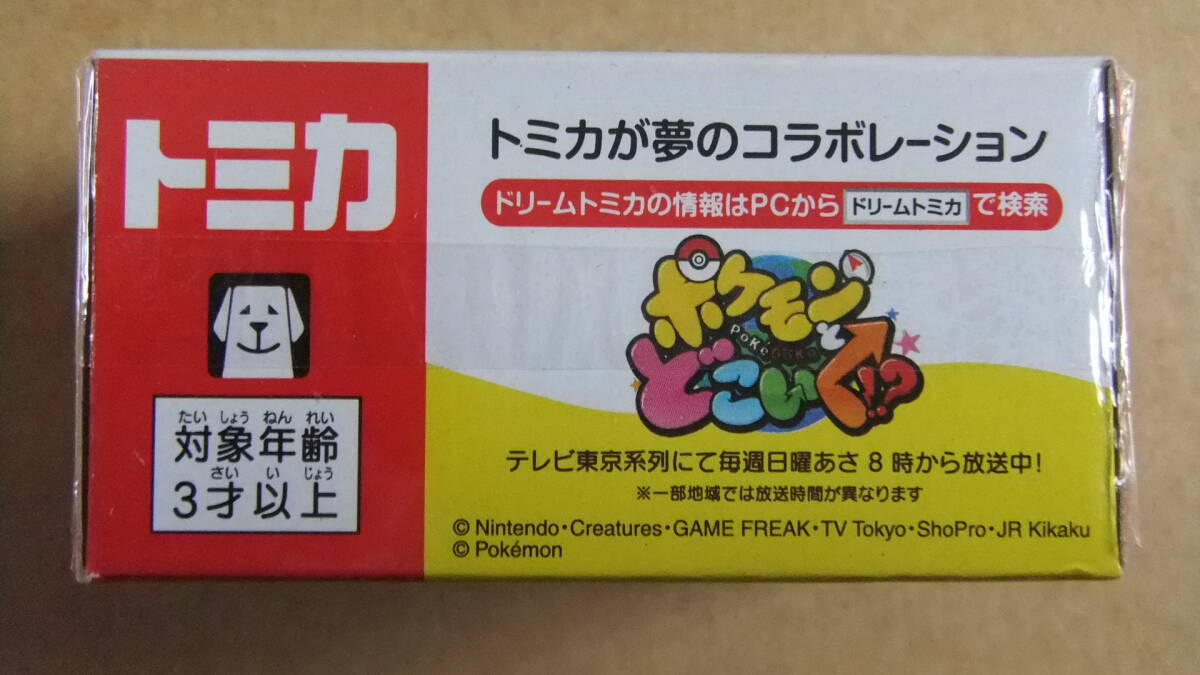 トミカ
たい しょう ねん れい
対象年齢
さい い じょう
3才以上
トミカが夢のコラボレーション
ドリームトミカの情報はPCから ドリームトミカ で検索
ポケモンと
POKÉDOKO
どこいく!?
テレビ東京系列にて毎週日曜あさ8時から放送中!
※一部地域では放送時間が異なります
© Nintendo・Creatures・GAME FREAK・TV Tokyo・ShoPro・JR Kikaku
© Pokémon